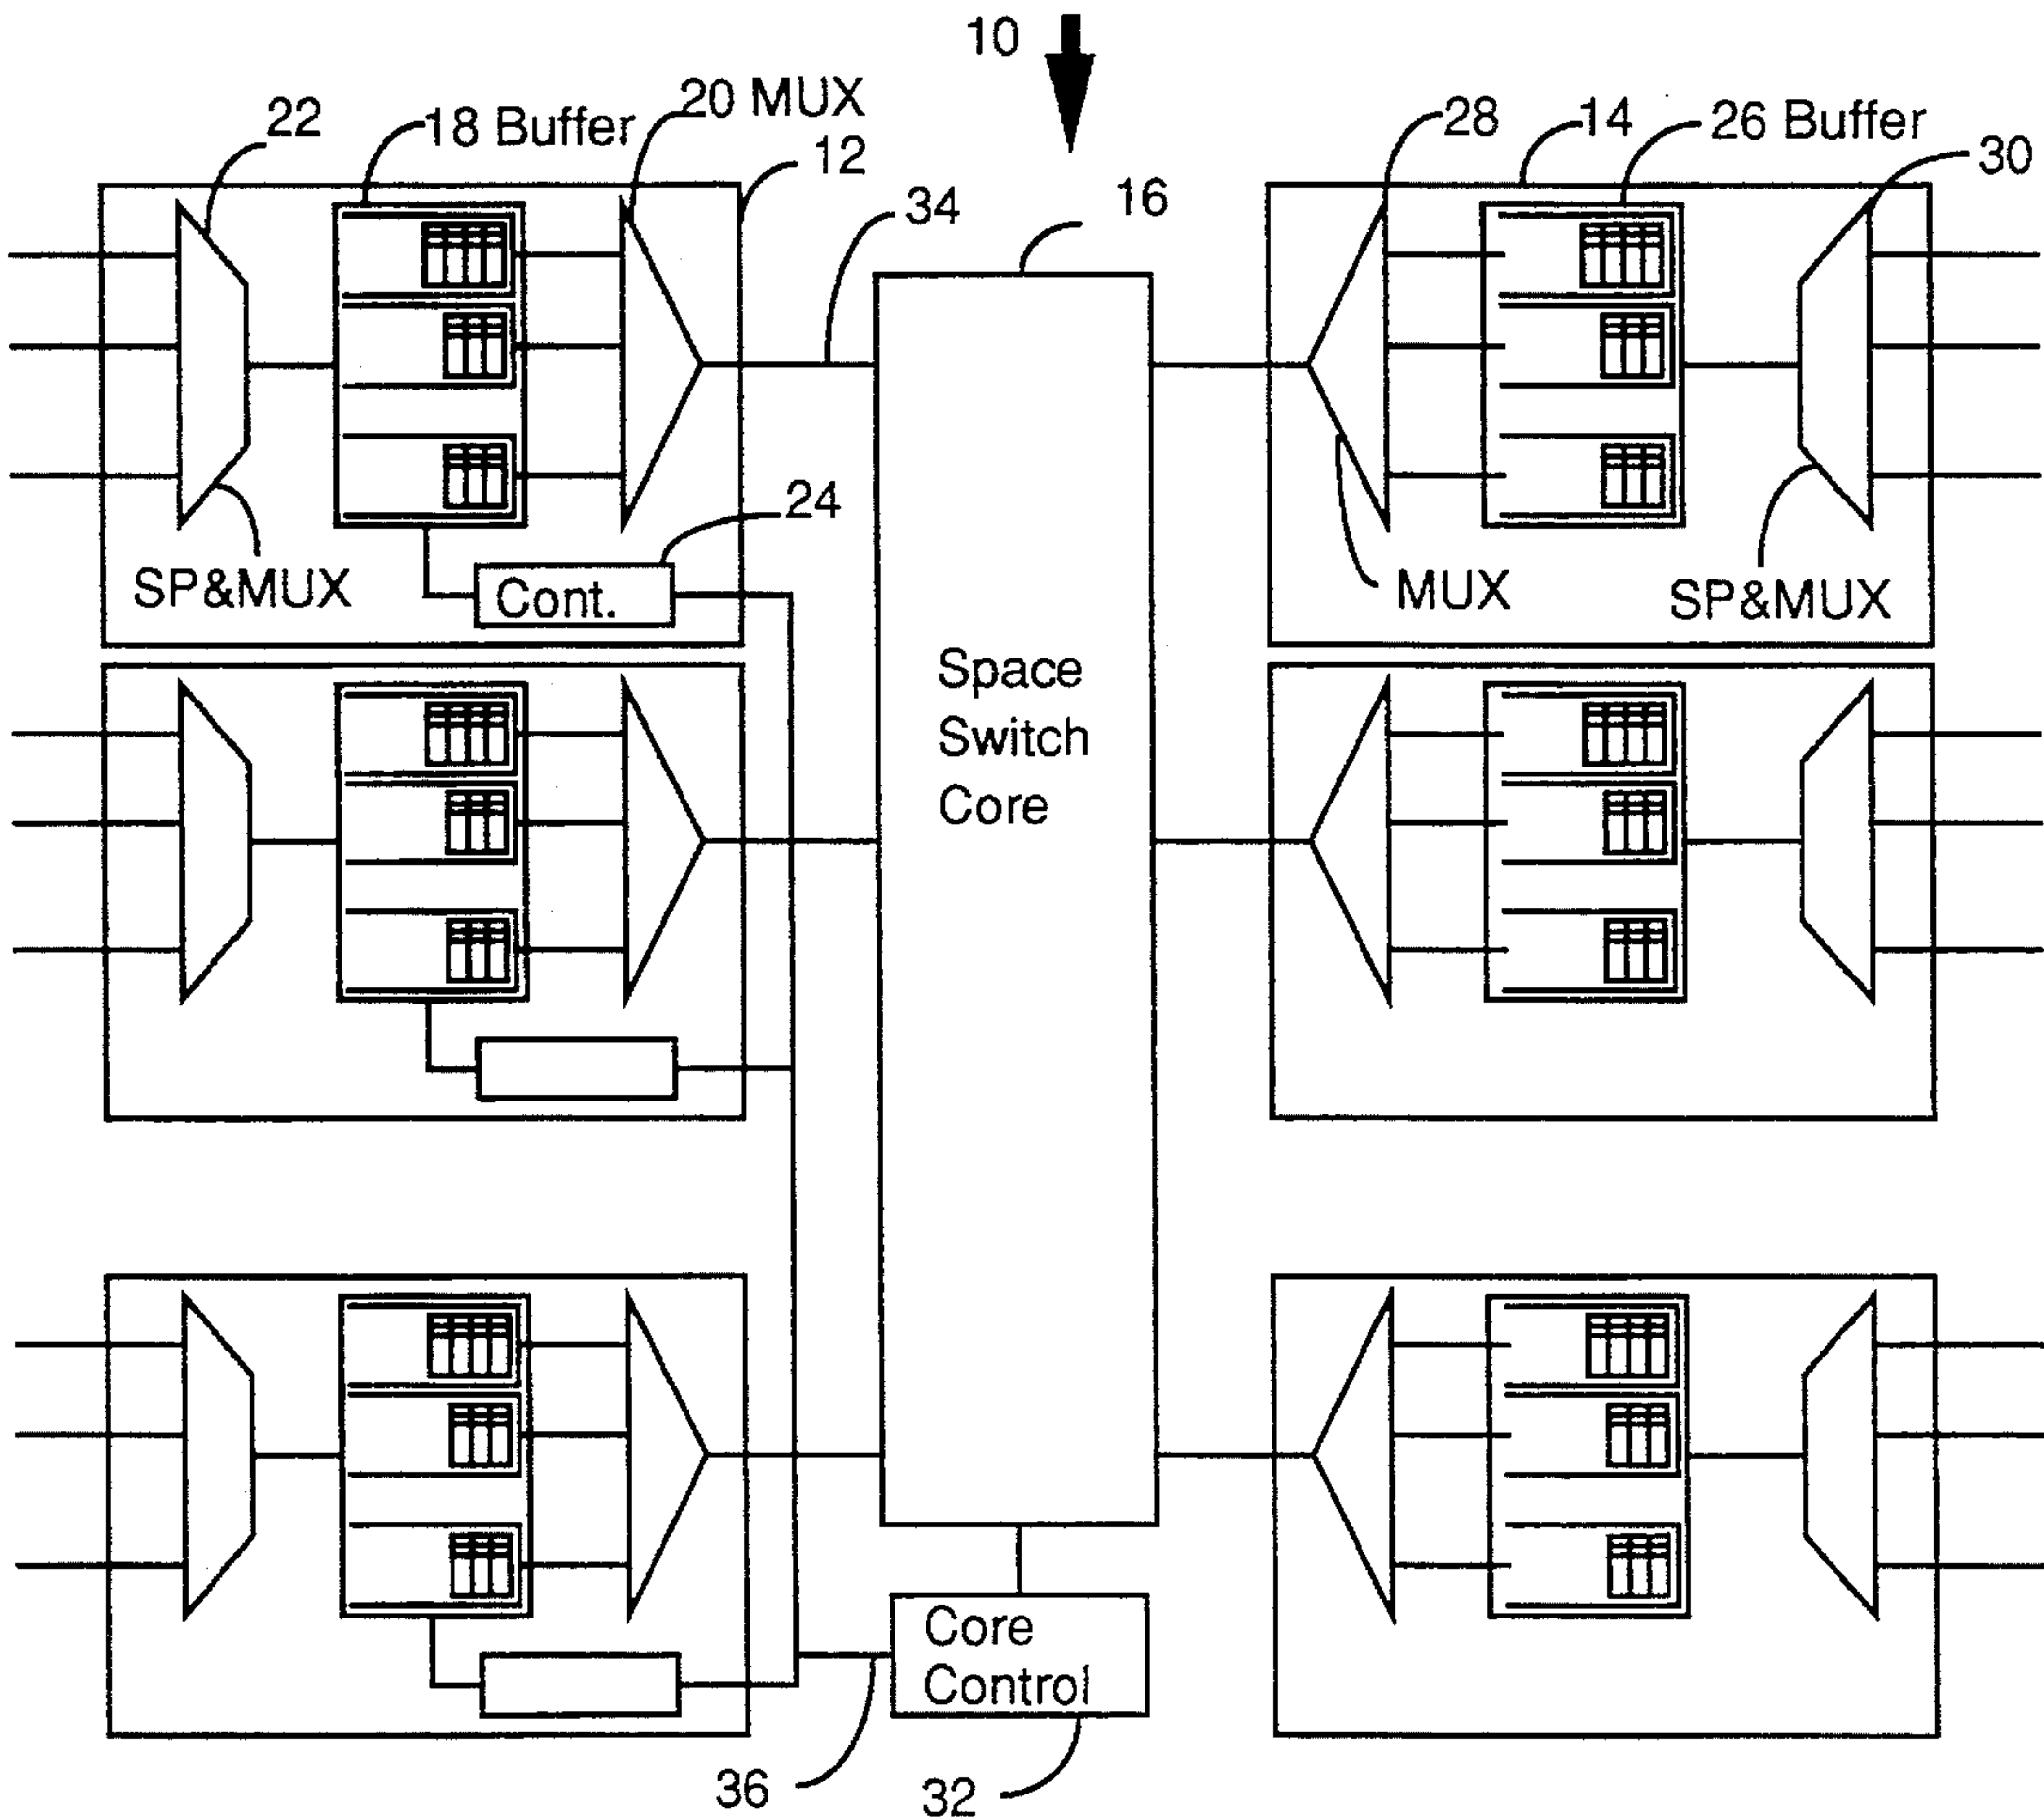 10
22
18 Buffer
20 MUX
12
34
16
28
14
26 Buffer
30
24
SP&MUX
Cont.
MUX
SP&MUX
Space
Switch
Core
Core
Control
36
32